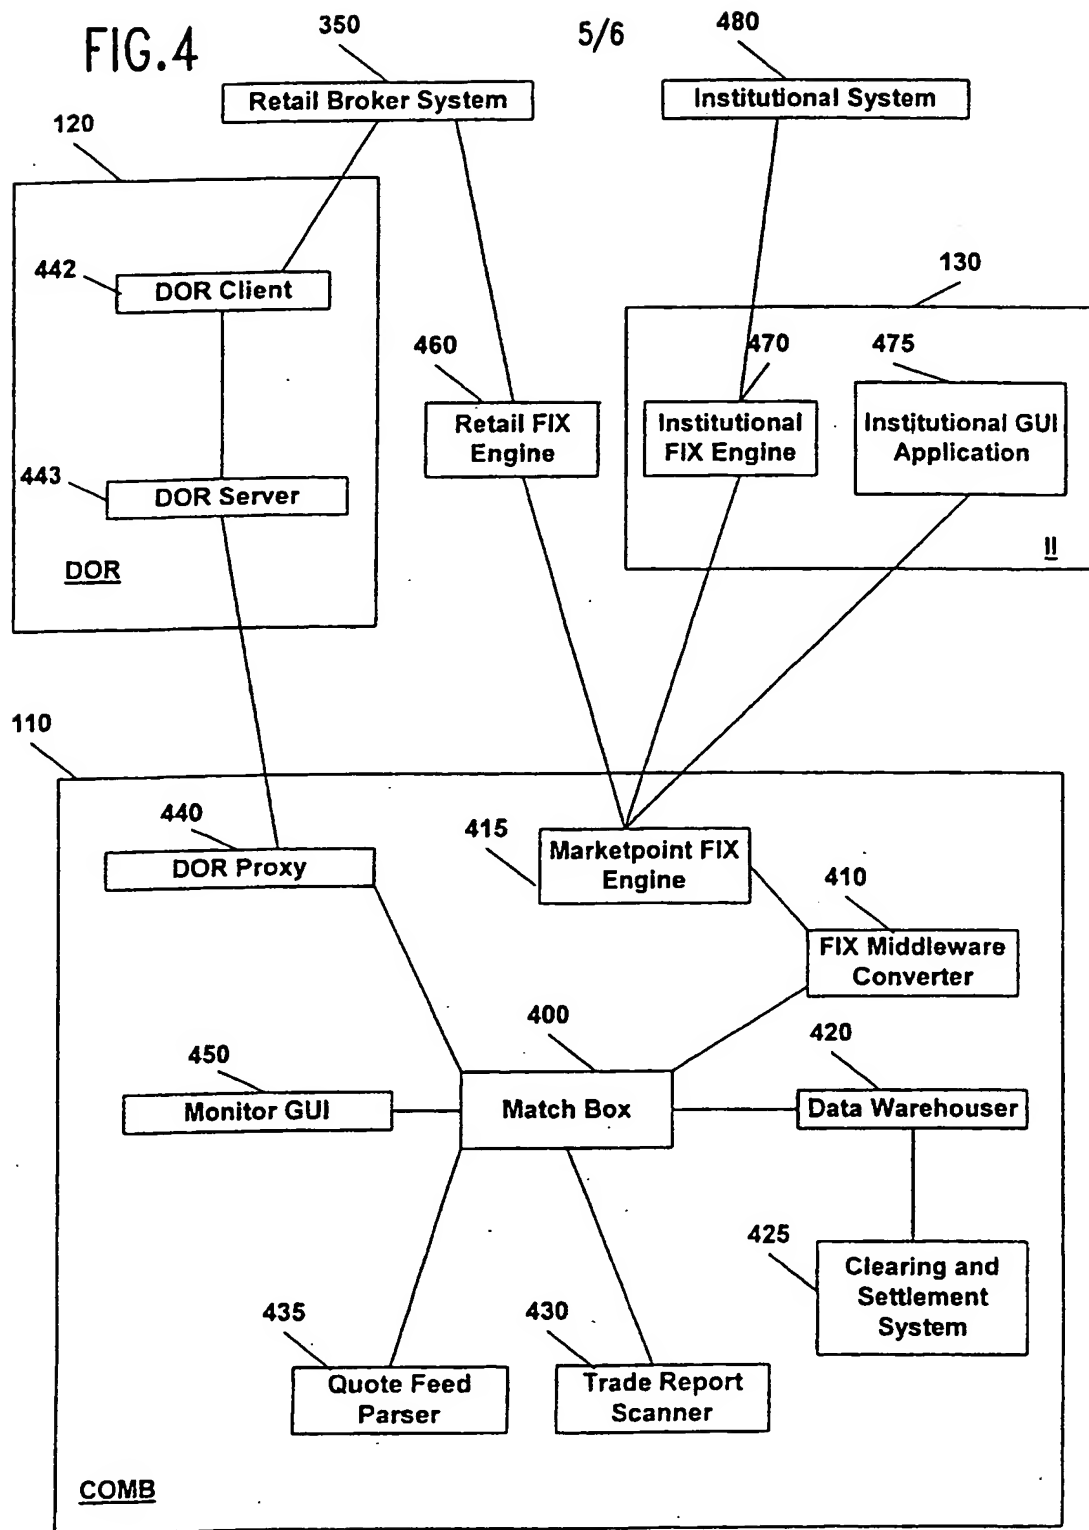 FIG.4
5/6
350
480
Retail Broker System
Institutional System
120
442
DOR Client
130
460
470
475
Retail FIX
Engine
Institutional
FIX Engine
Institutional GUI
Application
443
DOR Server
DOR
II
110
440
DOR Proxy
415
Marketpoint FIX
Engine
410
FIX Middleware
Converter
400
450
420
Monitor GUI
Match Box
Data Warehouser
425
Clearing and
Settlement
System
435
430
Quote Feed
Parser
Trade Report
Scanner
COMB